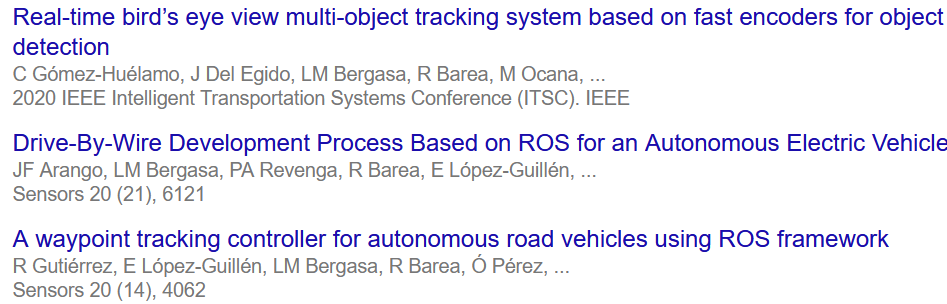 Real-time bird’s eye view multi-object tracking system based on fast encoders for object
detection
C Gómez-Huélamo, J Del Egido, LM Bergasa, R Barea, M Ocana, ...
2020 IEEE Intelligent Transportation Systems Conference (ITSC). IEEE
Drive-By-Wire Development Process Based on ROS for an Autonomous Electric Vehicle
JF Arango, LM Bergasa, PA Revenga, R Barea, E López-Guillén, ...
Sensors 20 (21), 6121
A waypoint tracking controller for autonomous road vehicles using ROS framework
R Gutiérrez, E López-Guillén, LM Bergasa, R Barea, Ó Pérez, ...
Sensors 20 (14), 4062